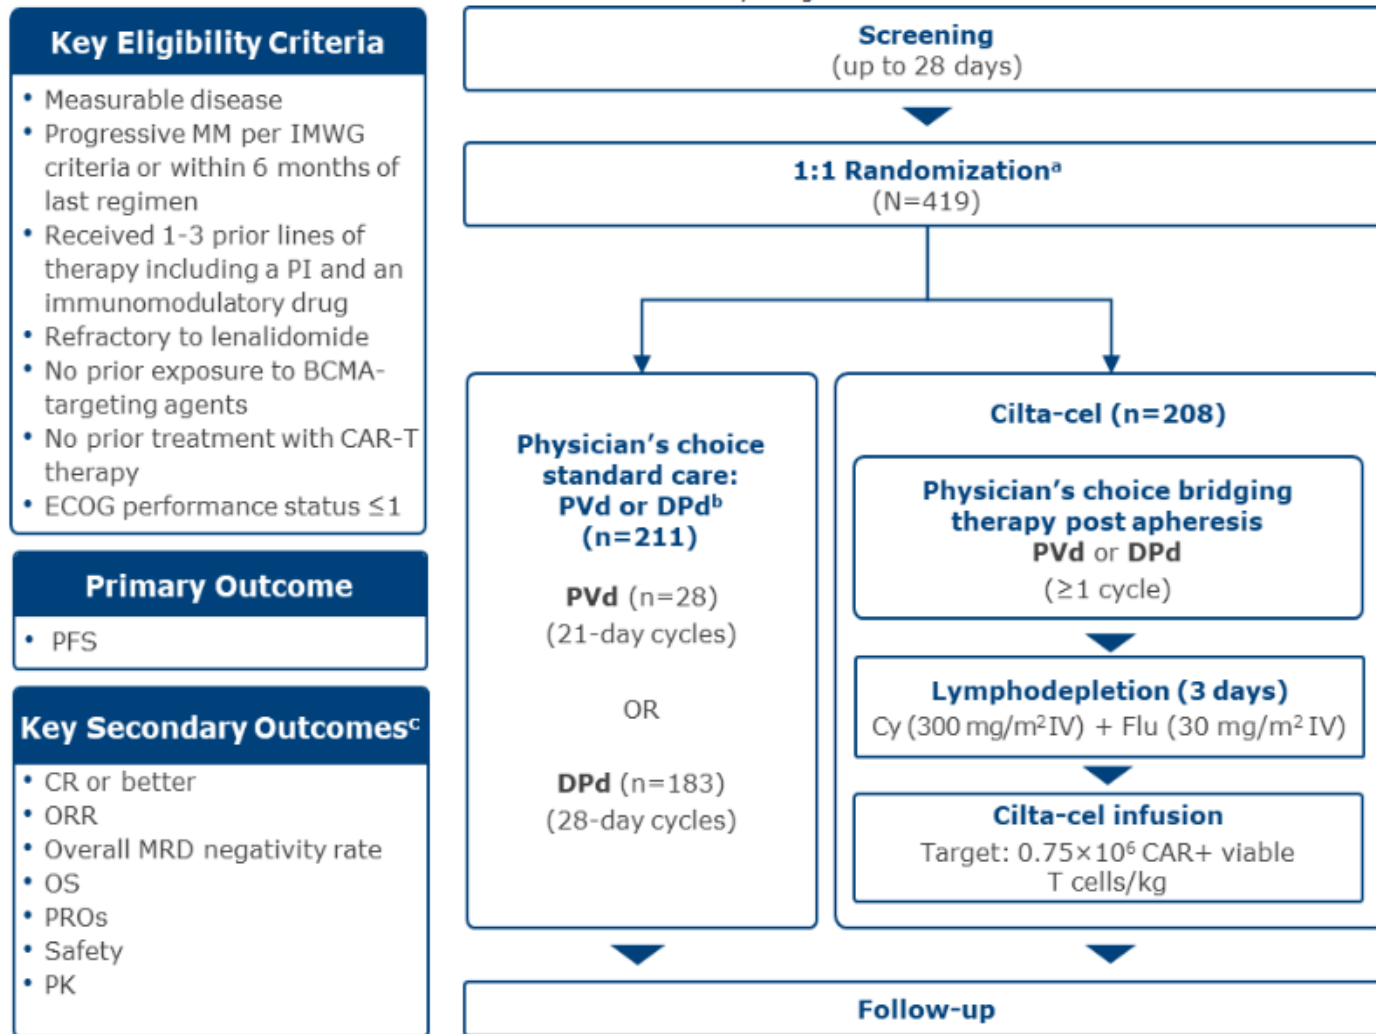 Key Eligibility Criteria
• Measurable disease
• Progressive MM per IMWG
criteria or within 6 months of
last regimen
• Received 1-3 prior lines of
therapy including a PI and an
immunomodulatory drug
• Refractory to lenalidomide
• No prior exposure to BCMA-
targeting agents
• No prior treatment with CAR-T
therapy
• ECOG performance status ≤1
Primary Outcome
• PFS
Key Secondary Outcomesᶜ
• CR or better
• ORR
• Overall MRD negativity rate
• OS
• PROs
• Safety
• PK
Screening
(up to 28 days)
1:1 Randomizationᵃ
(N=419)
Physician’s choice
standard care:
PVd or DPdᵇ
(n=211)
PVd (n=28)
(21-day cycles)
OR
DPd (n=183)
(28-day cycles)
Cilta-cel (n=208)
Physician’s choice bridging
therapy post apheresis
PVd or DPd
(≥1 cycle)
Lymphodepletion (3 days)
Cy (300 mg/m² IV) + Flu (30 mg/m² IV)
Cilta-cel infusion
Target: 0.75×10⁶ CAR+ viable
T cells/kg
Follow-up